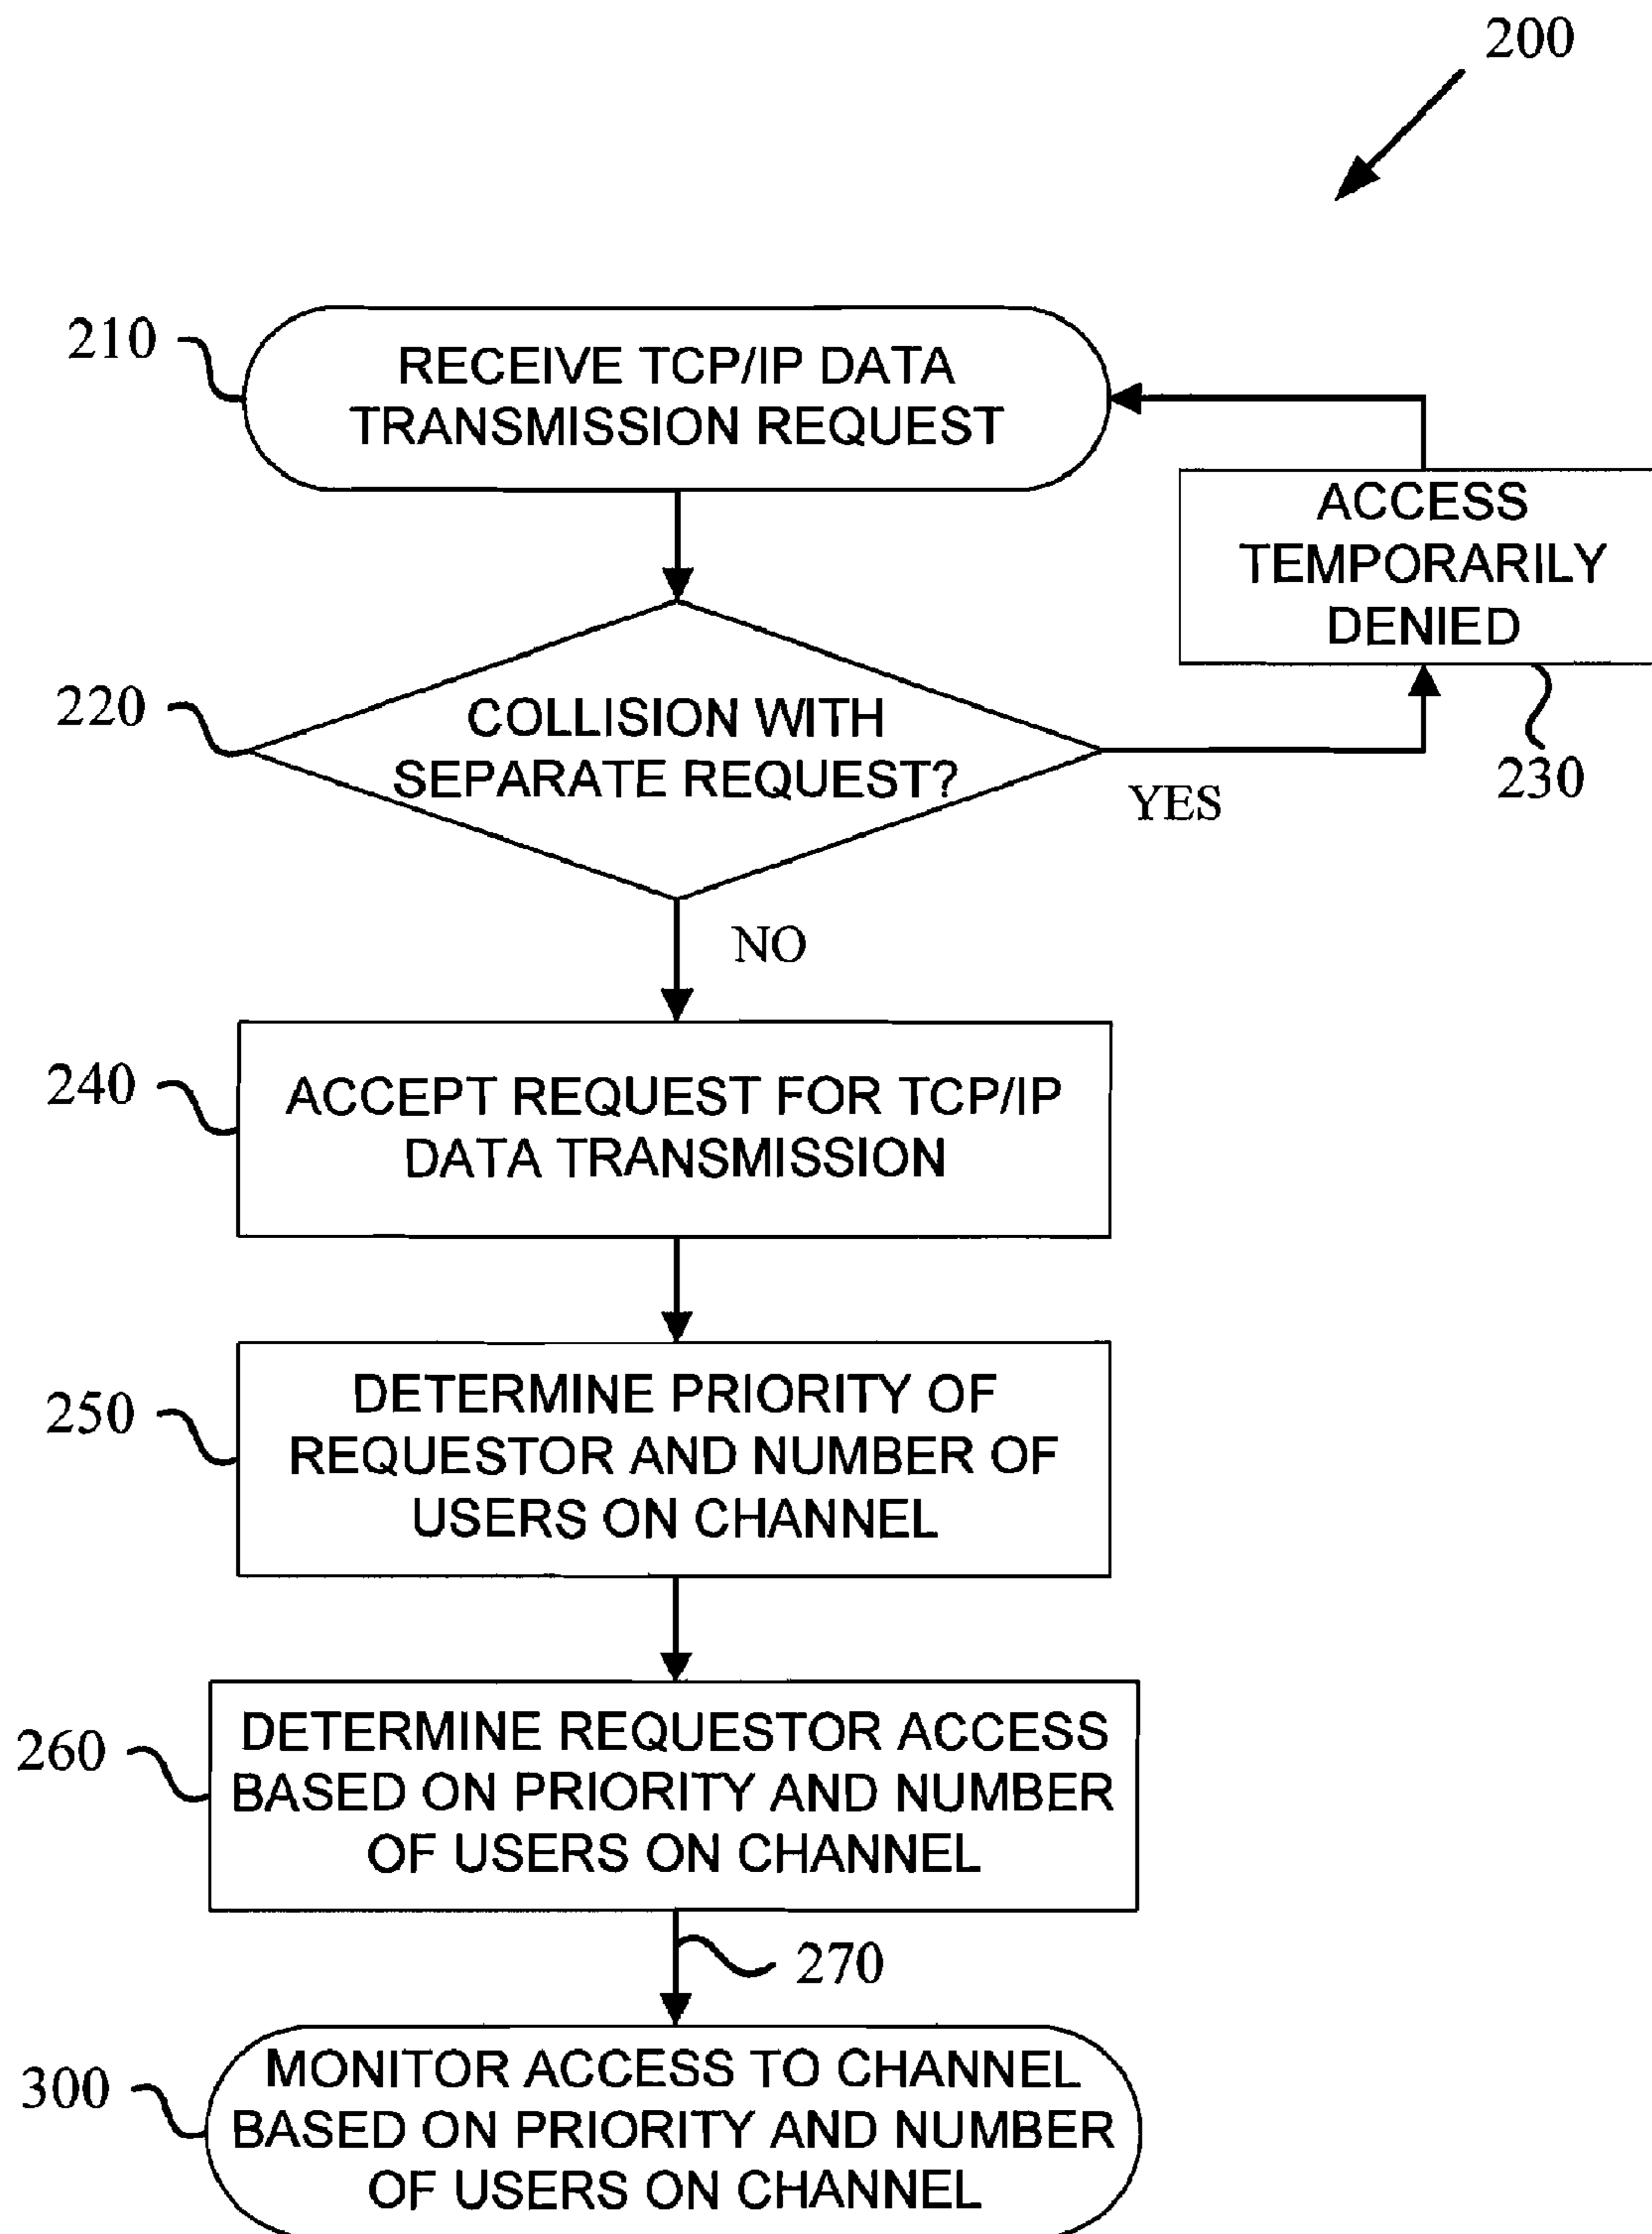 200
210
RECEIVE TCP/IP DATA
TRANSMISSION REQUEST
ACCESS
TEMPORARILY
DENIED
230
220
COLLISION WITH
SEPARATE REQUEST?
YES
NO
240
ACCEPT REQUEST FOR TCP/IP
DATA TRANSMISSION
250
DETERMINE PRIORITY OF
REQUESTOR AND NUMBER OF
USERS ON CHANNEL
260
DETERMINE REQUESTOR ACCESS
BASED ON PRIORITY AND NUMBER
OF USERS ON CHANNEL
270
300
MONITOR ACCESS TO CHANNEL
BASED ON PRIORITY AND NUMBER
OF USERS ON CHANNEL